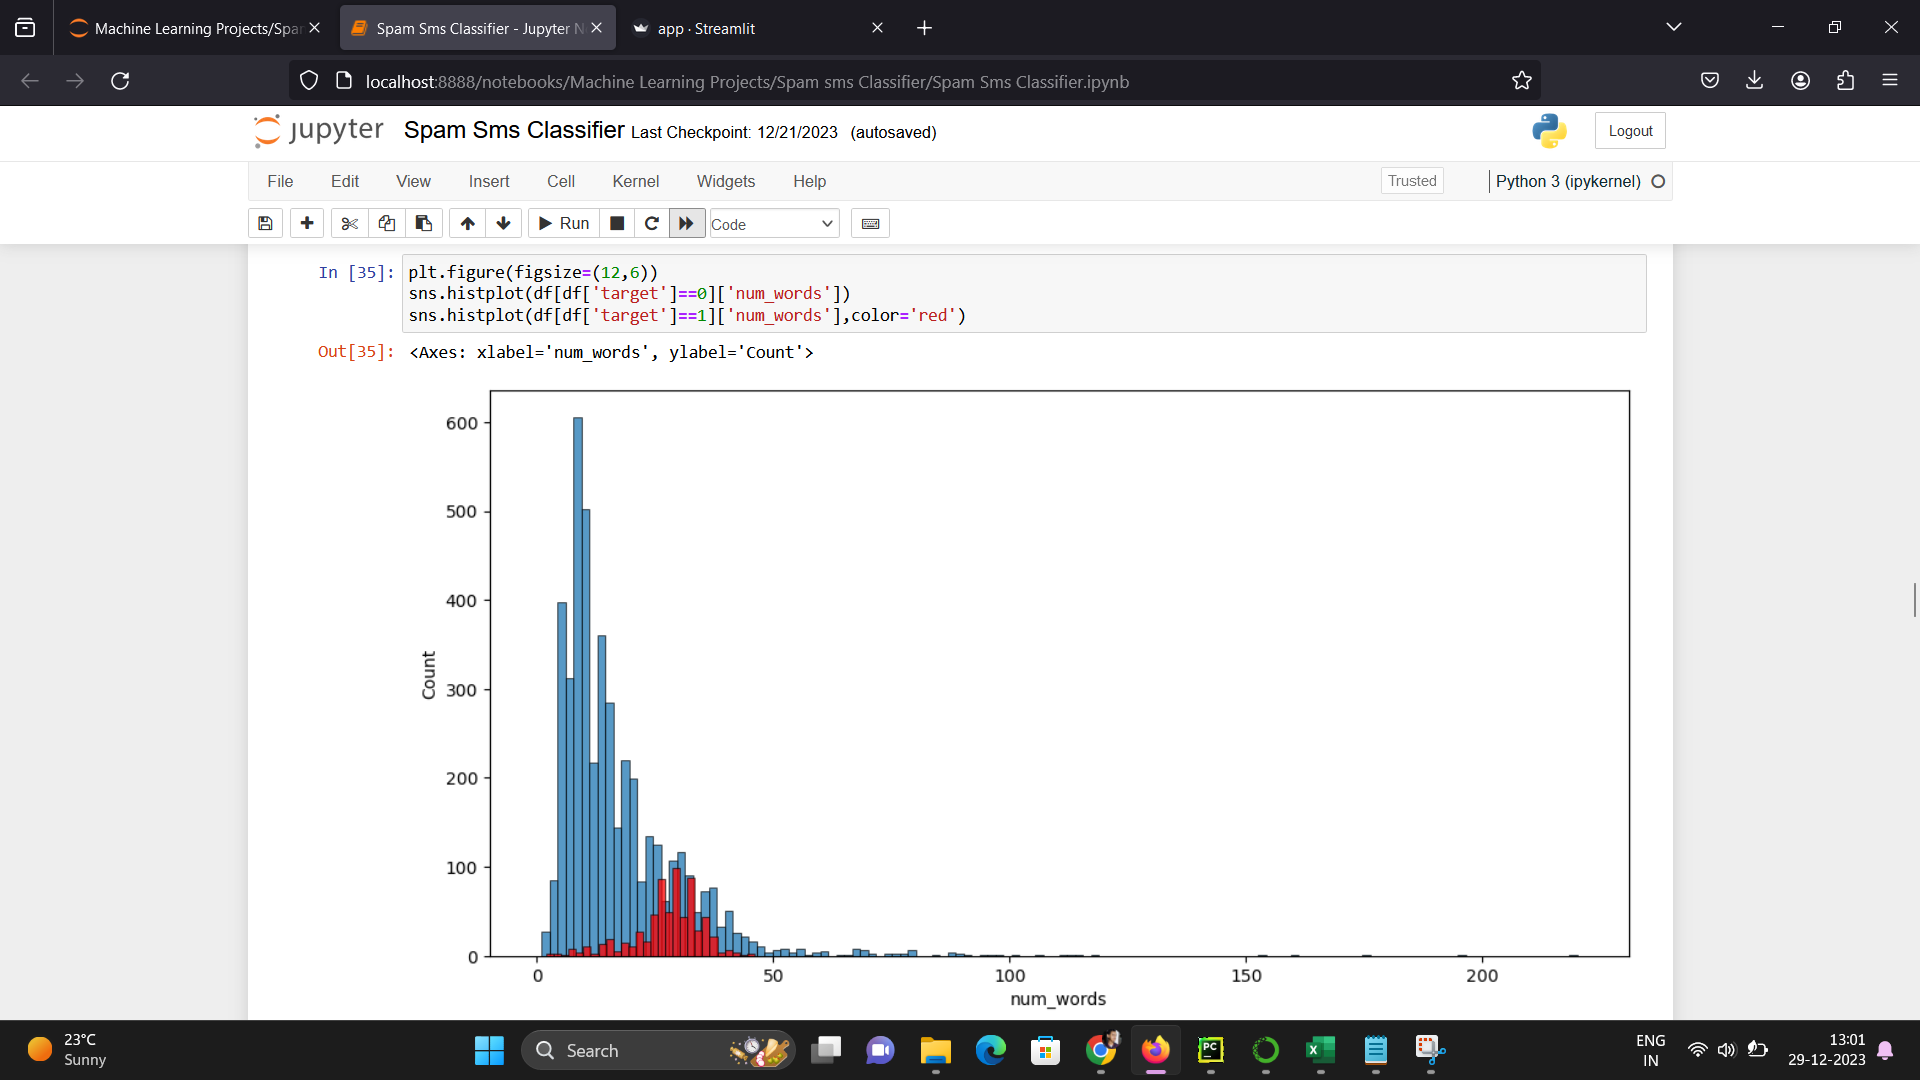 Machine Learning Projects/Spar
Spam Sms Classifier - Jupyter N
app · Streamlit
localhost:8888/notebooks/Machine Learning Projects/Spam sms Classifier/Spam Sms Classifier.ipynb
jupyter Spam Sms Classifier Last Checkpoint: 12/21/2023 (autosaved)
Logout
File Edit View Insert Cell Kernel Widgets Help
Trusted
Python 3 (ipykernel)
Run
Code
In [35]: plt.figure(figsize=(12,6))
sns.histplot(df[df['target']==0]['num_words'])
sns.histplot(df[df['target']==1]['num_words'],color='red')
Out[35]: <Axes: xlabel='num_words', ylabel='Count'>
600
500
400
300
200
100
0
Count
0 50 100 150 200
num_words
23°C
Sunny
Search
PC
X
ENG
IN
13:01
29-12-2023